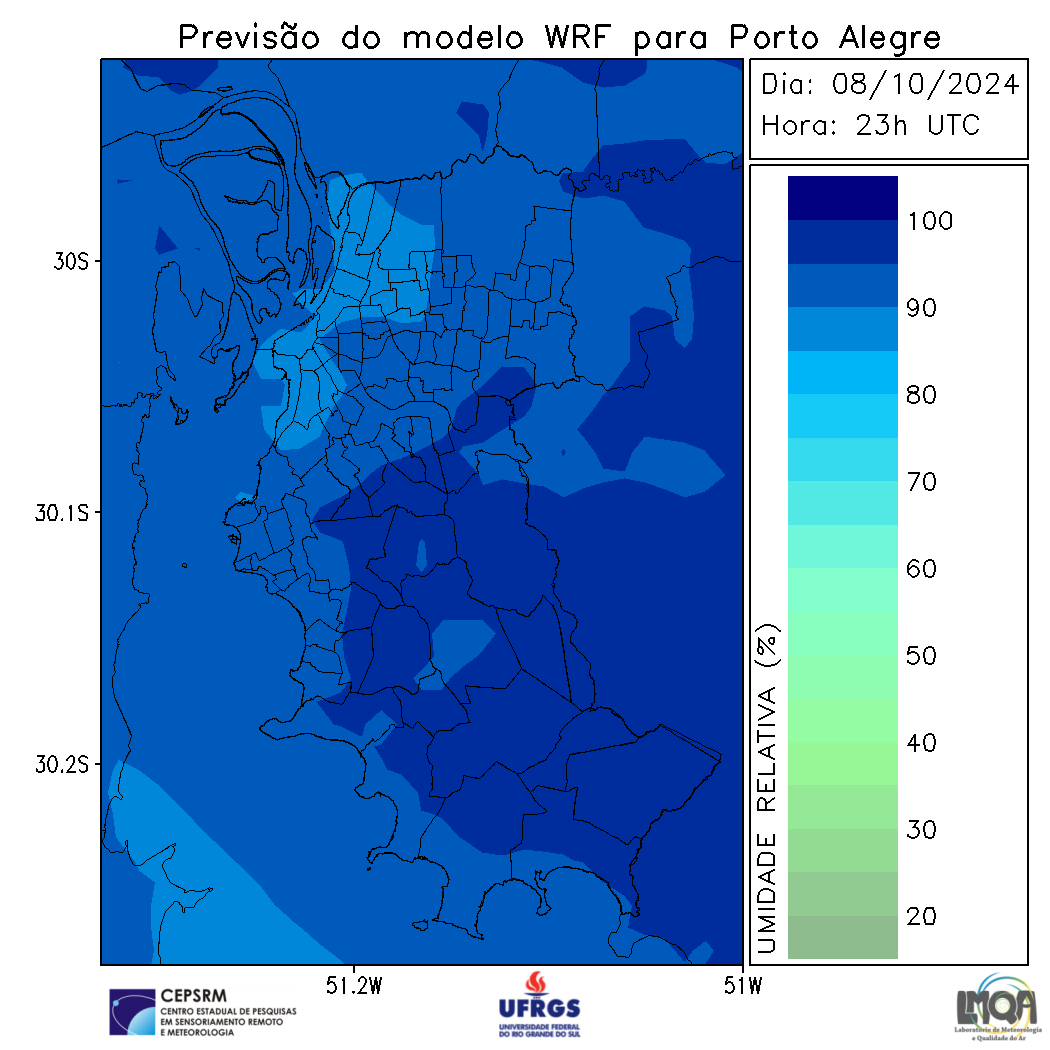 Previsão do modelo WRF para Porto Alegre
Dia: 08/10/2024
Hora: 23h UTC
30S
30.1S
30.2S
51.2W
51W
100
90
80
70
60
50
40
30
20
UMIDADE RELATIVA (%)
CEPSRM
CENTRO ESTADUAL DE PESQUISAS
EM SENSORIAMENTO REMOTO
E METEOROLOGIA
UFRGS
UNIVERSIDADE FEDERAL
DO RIO GRANDE DO SUL
LMQA
Laboratório de Meteorologia
e Qualidade do Ar